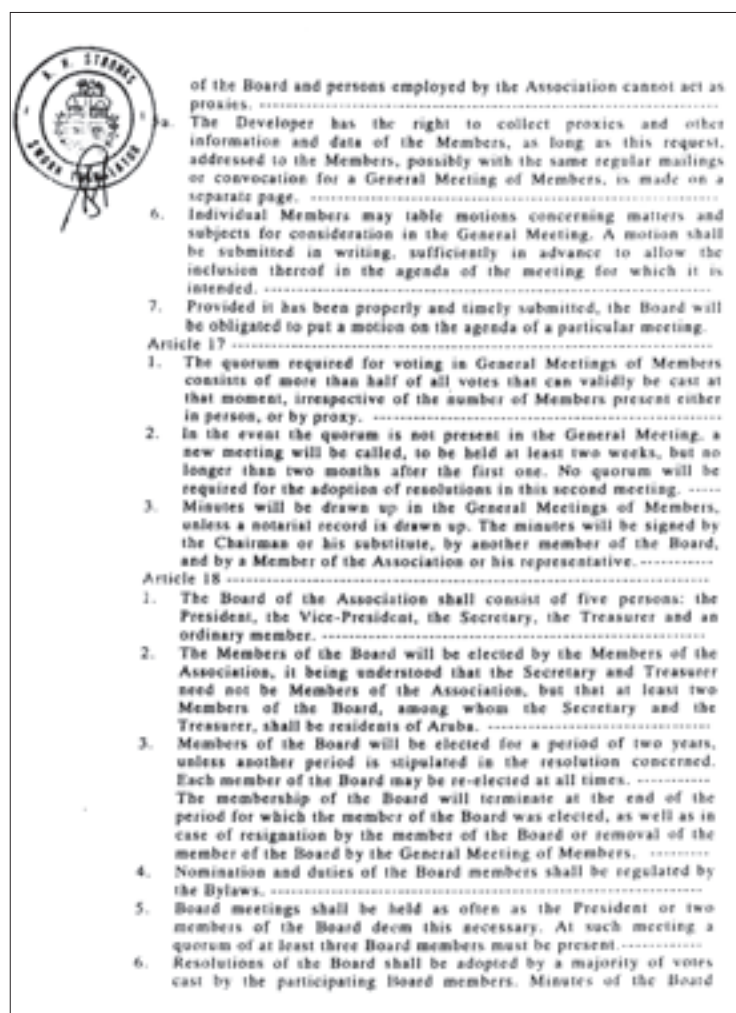 A. R. STRONKS
SWORN TRANSLATOR
of the Board and persons employed by the Association cannot act as
proxies. ------------------------------------------------------------
a. The Developer has the right to collect proxies and other
information and data of the Members, as long as this request,
addressed to the Members, possibly with the same regular mailings
or convocation for a General Meeting of Members, is made on a
separate page. ------------------------------------------------------
6. Individual Members may table motions concerning matters and
subjects for consideration in the General Meeting. A motion shall
be submitted in writing, sufficiently in advance to allow the
inclusion thereof in the agenda of the meeting for which it is
intended. -----------------------------------------------------------
7. Provided it has been properly and timely submitted, the Board will
be obligated to put a motion on the agenda of a particular meeting.
Article 17 ----------------------------------------------------------
1. The quorum required for voting in General Meetings of Members
consists of more than half of all votes that can validly be cast at
that moment, irrespective of the number of Members present either
in person, or by proxy. ---------------------------------------------
2. In the event the quorum is not present in the General Meeting, a
new meeting will be called, to be held at least two weeks, but no
longer than two months after the first one. No quorum will be
required for the adoption of resolutions in this second meeting. -----
3. Minutes will be drawn up in the General Meetings of Members,
unless a notarial record is drawn up. The minutes will be signed by
the Chairman or his substitute, by another member of the Board,
and by a Member of the Association or his representative. -----------
Article 18 ----------------------------------------------------------
1. The Board of the Association shall consist of five persons: the
President, the Vice-President, the Secretary, the Treasurer and an
ordinary member. ----------------------------------------------------
2. The Members of the Board will be elected by the Members of the
Association, it being understood that the Secretary and Treasurer
need not be Members of the Association, but that at least two
Members of the Board, among whom the Secretary and the
Treasurer, shall be residents of Aruba. -----------------------------
3. Members of the Board will be elected for a period of two years,
unless another period is stipulated in the resolution concerned.
Each member of the Board may be re-elected at all times. -----------
The membership of the Board will terminate at the end of the
period for which the member of the Board was elected, as well as in
case of resignation by the member of the Board or removal of the
member of the Board by the General Meeting of Members. ---------
4. Nomination and duties of the Board members shall be regulated by
the Bylaws. ---------------------------------------------------------
5. Board meetings shall be held as often as the President or two
members of the Board deem this necessary. At such meeting a
quorum of at least three Board members must be present.------------
6. Resolutions of the Board shall be adopted by a majority of votes
cast by the participating Board members. Minutes of the Board